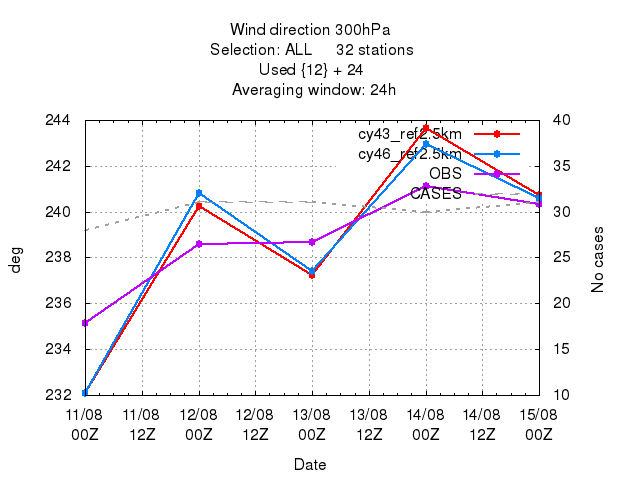 Wind direction 300hPa
Selection: ALL 32 stations
Used {12} + 24
Averaging window: 24h
244 40
cy43_ref2.5km
cy46_ref2.5km
OBS
CASES
242 35
240 30
238 25
236 20
234 15
232 10
deg
No cases
11/08 11/08 12/08 12/08 13/08 13/08 14/08 14/08 15/08
00Z 12Z 00Z 12Z 00Z 12Z 00Z 12Z 00Z
Date